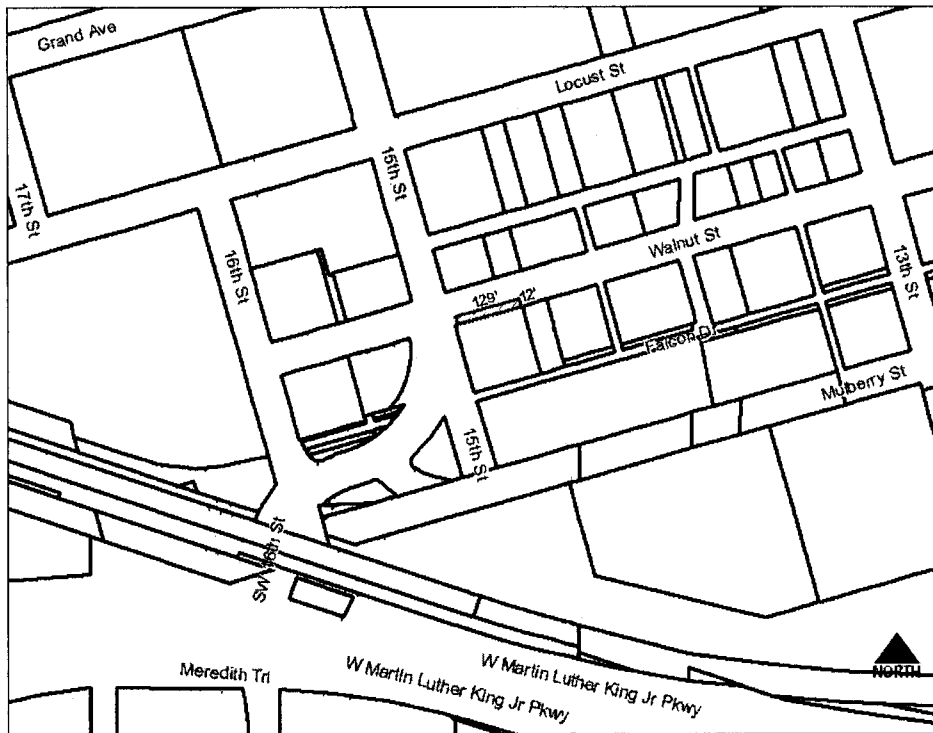 Grand Ave
Locust St
15th St
17th St
16th St
Walnut St
13th St
129'
12'
Falcon Dr
Mulberry St
15th St
SW 16th St
NORTH
Meredith Trl
W Martin Luther King Jr Pkwy
W Martin Luther King Jr Pkwy